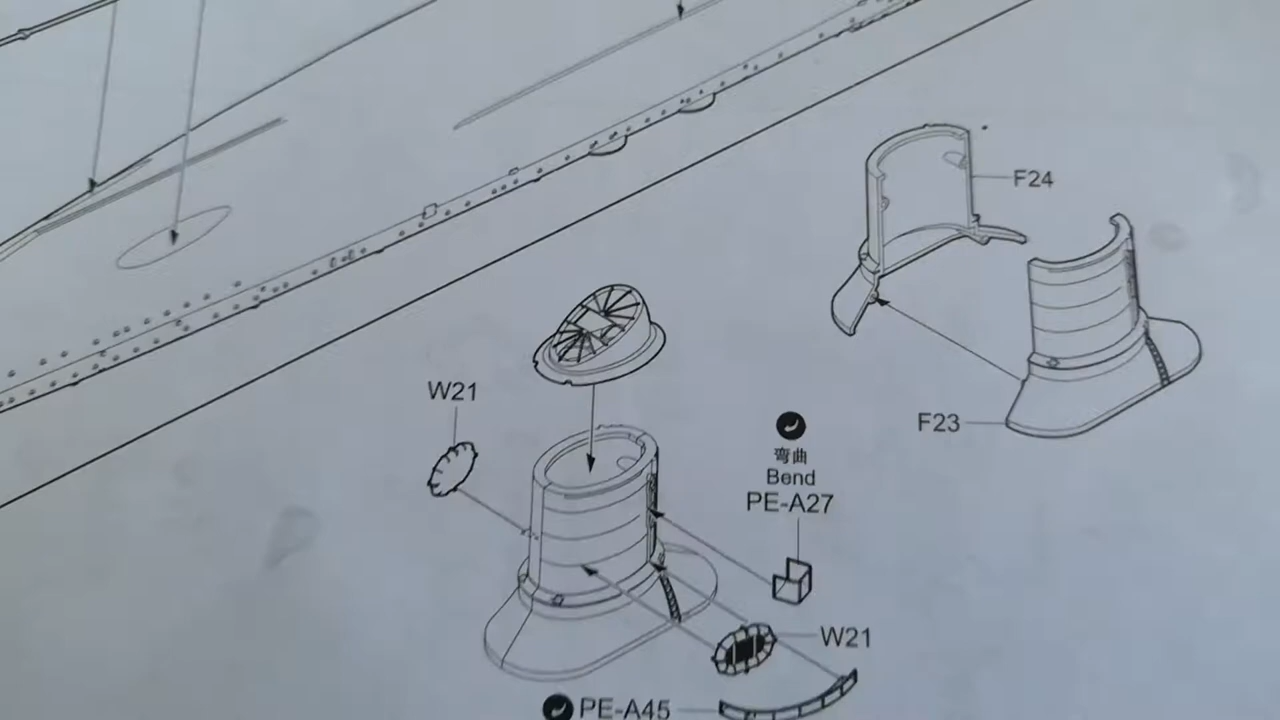 F24
W21
F23
弯曲
Bend
PE-A27
W21
PE-A45